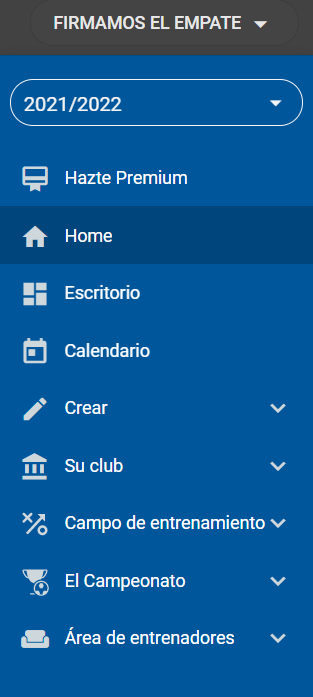 FIRMAMOS EL EMPATE
2021/2022
Hazte Premium
Home
Escritorio
Calendario
Crear
Su club
Campo de entrenamiento
El Campeonato
Área de entrenadores